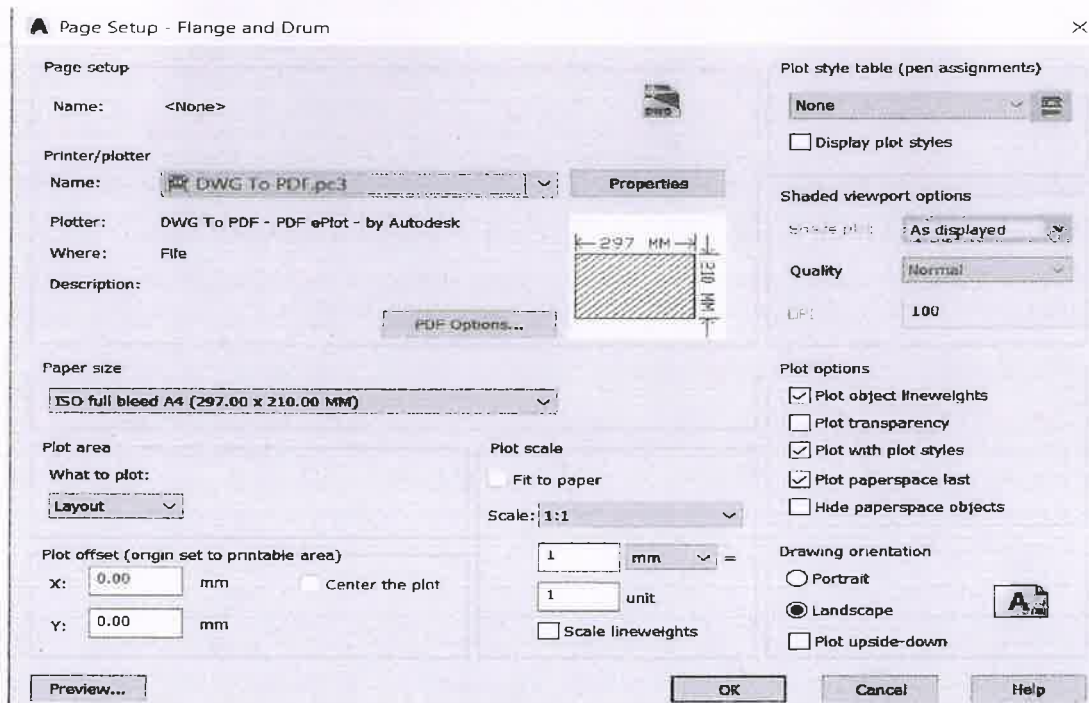 Page Setup - Flange and Drum
Page setup
Name: <None>
DWG
Printer/plotter
Name: DWG To PDF.pc3
Properties
Plotter: DWG To PDF - PDF ePlot - by Autodesk
Where: File
Description:
297 MM
210 MM
PDF Options...
Paper size
ISO full bleed A4 (297.00 x 210.00 MM)
Plot area
What to plot:
Layout
Plot scale
Fit to paper
Scale: 1:1
1 mm =
1 unit
Scale lineweights
Plot offset (origin set to printable area)
X: 0.00 mm Center the plot
Y: 0.00 mm
Plot style table (pen assignments)
None
Display plot styles
Shaded viewport options
Shade plot As displayed
Quality Normal
DPI 100
Plot options
Plot object lineweights
Plot transparency
Plot with plot styles
Plot paperspace last
Hide paperspace objects
Drawing orientation
Portrait
Landscape
A
Plot upside-down
Preview...
OK Cancel Help